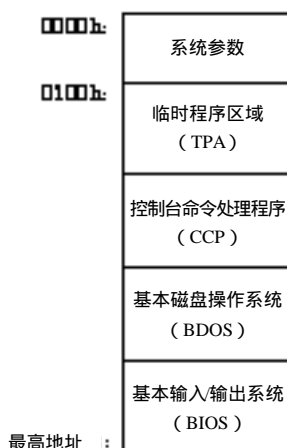 0000h:
系统参数
0100h:
临时程序区域
（TPA）
控制台命令处理程序
（CCP）
基本磁盘操作系统
（BDOS）
基本输入/输出系统
（BIOS）
最高地址 :